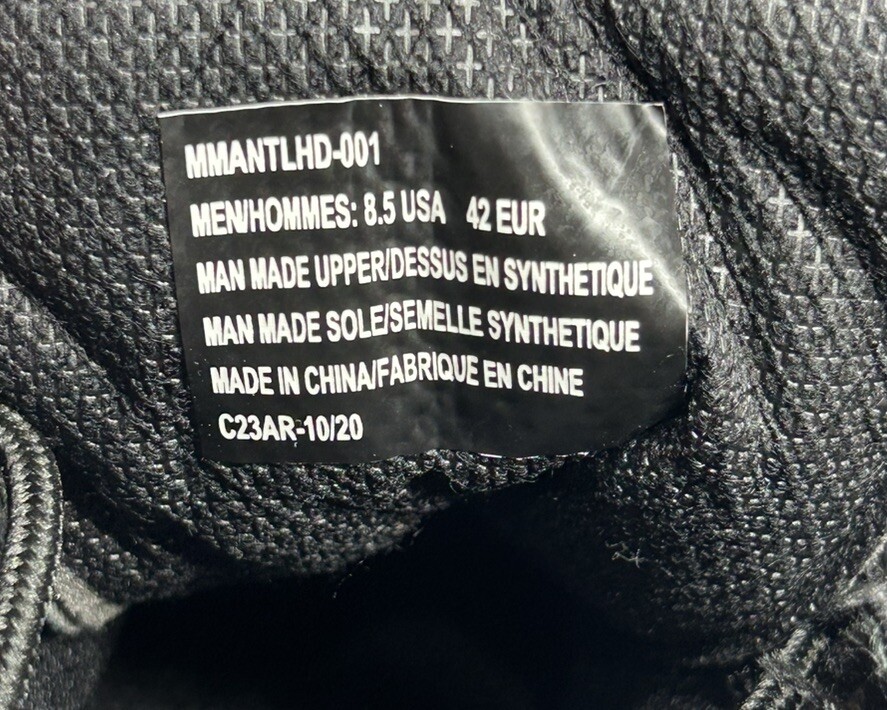 MMANTLHD-001
MEN/HOMMES: 8.5 USA 42 EUR
MAN MADE UPPER/DESSUS EN SYNTHETIQUE
MAN MADE SOLE/SEMELLE SYNTHETIQUE
MADE IN CHINA/FABRIQUE EN CHINE
C23AR-10/20